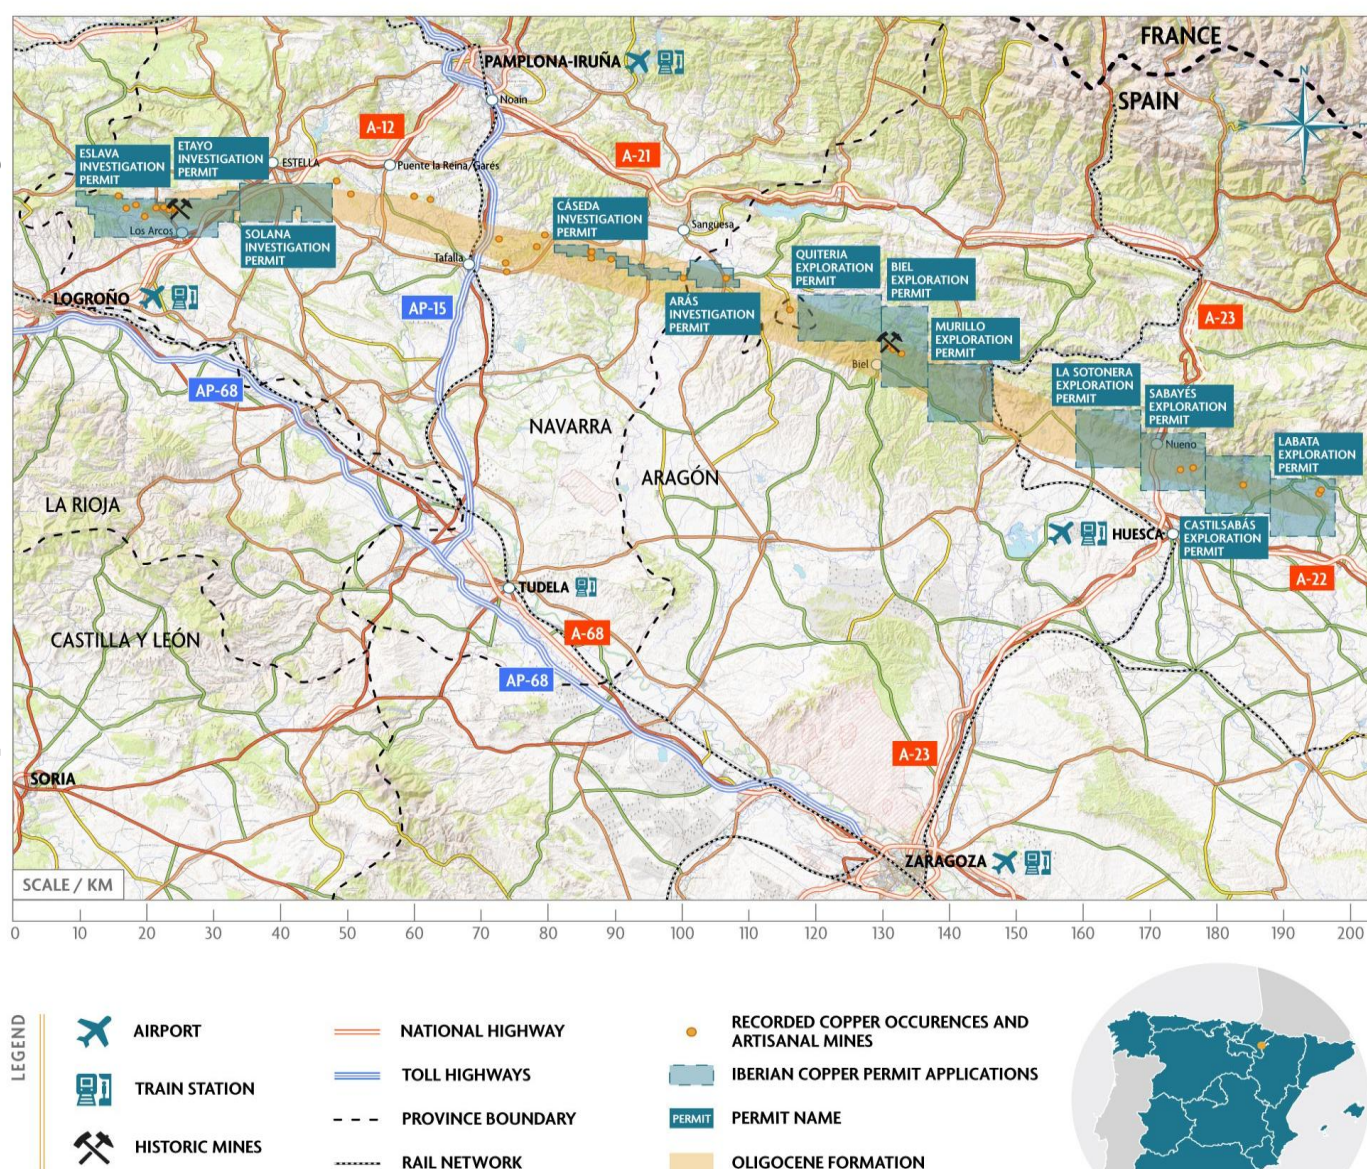 FRANCE
SPAIN
N
S
PAMPLONA-IRUÑA
Noain
A-12
A-21
ESLAVA
INVESTIGATION
PERMIT
ETAYO
INVESTIGATION
PERMIT
ESTELLA
Puente la Reina/Garés
CÁSEDA
INVESTIGATION
PERMIT
Sangüesa
Los Arcos
SOLANA
INVESTIGATION
PERMIT
Tafalla
QUITERIA
EXPLORATION
PERMIT
BIEL
EXPLORATION
PERMIT
LOGROÑO
AP-15
ARÁS
INVESTIGATION
PERMIT
A-23
MURILLO
EXPLORATION
PERMIT
Biel
AP-68
LA SOTONERA
EXPLORATION
PERMIT
SABAYÉS
EXPLORATION
PERMIT
NAVARRA
Nueno
LABATA
EXPLORATION
PERMIT
ARAGÓN
LA RIOJA
HUESCA
CASTILSABÁS
EXPLORATION
PERMIT
A-22
TUDELA
A-68
CASTILLA Y LEÓN
AP-68
A-23
SORIA
ZARAGOZA
SCALE / KM
0 10 20 30 40 50 60 70 80 90 100 110 120 130 140 150 160 170 180 190 200
LEGEND
AIRPORT
TRAIN STATION
HISTORIC MINES
NATIONAL HIGHWAY
TOLL HIGHWAYS
PROVINCE BOUNDARY
RAIL NETWORK
RECORDED COPPER OCCURENCES AND
ARTISANAL MINES
IBERIAN COPPER PERMIT APPLICATIONS
PERMIT PERMIT NAME
OLIGOCENE FORMATION